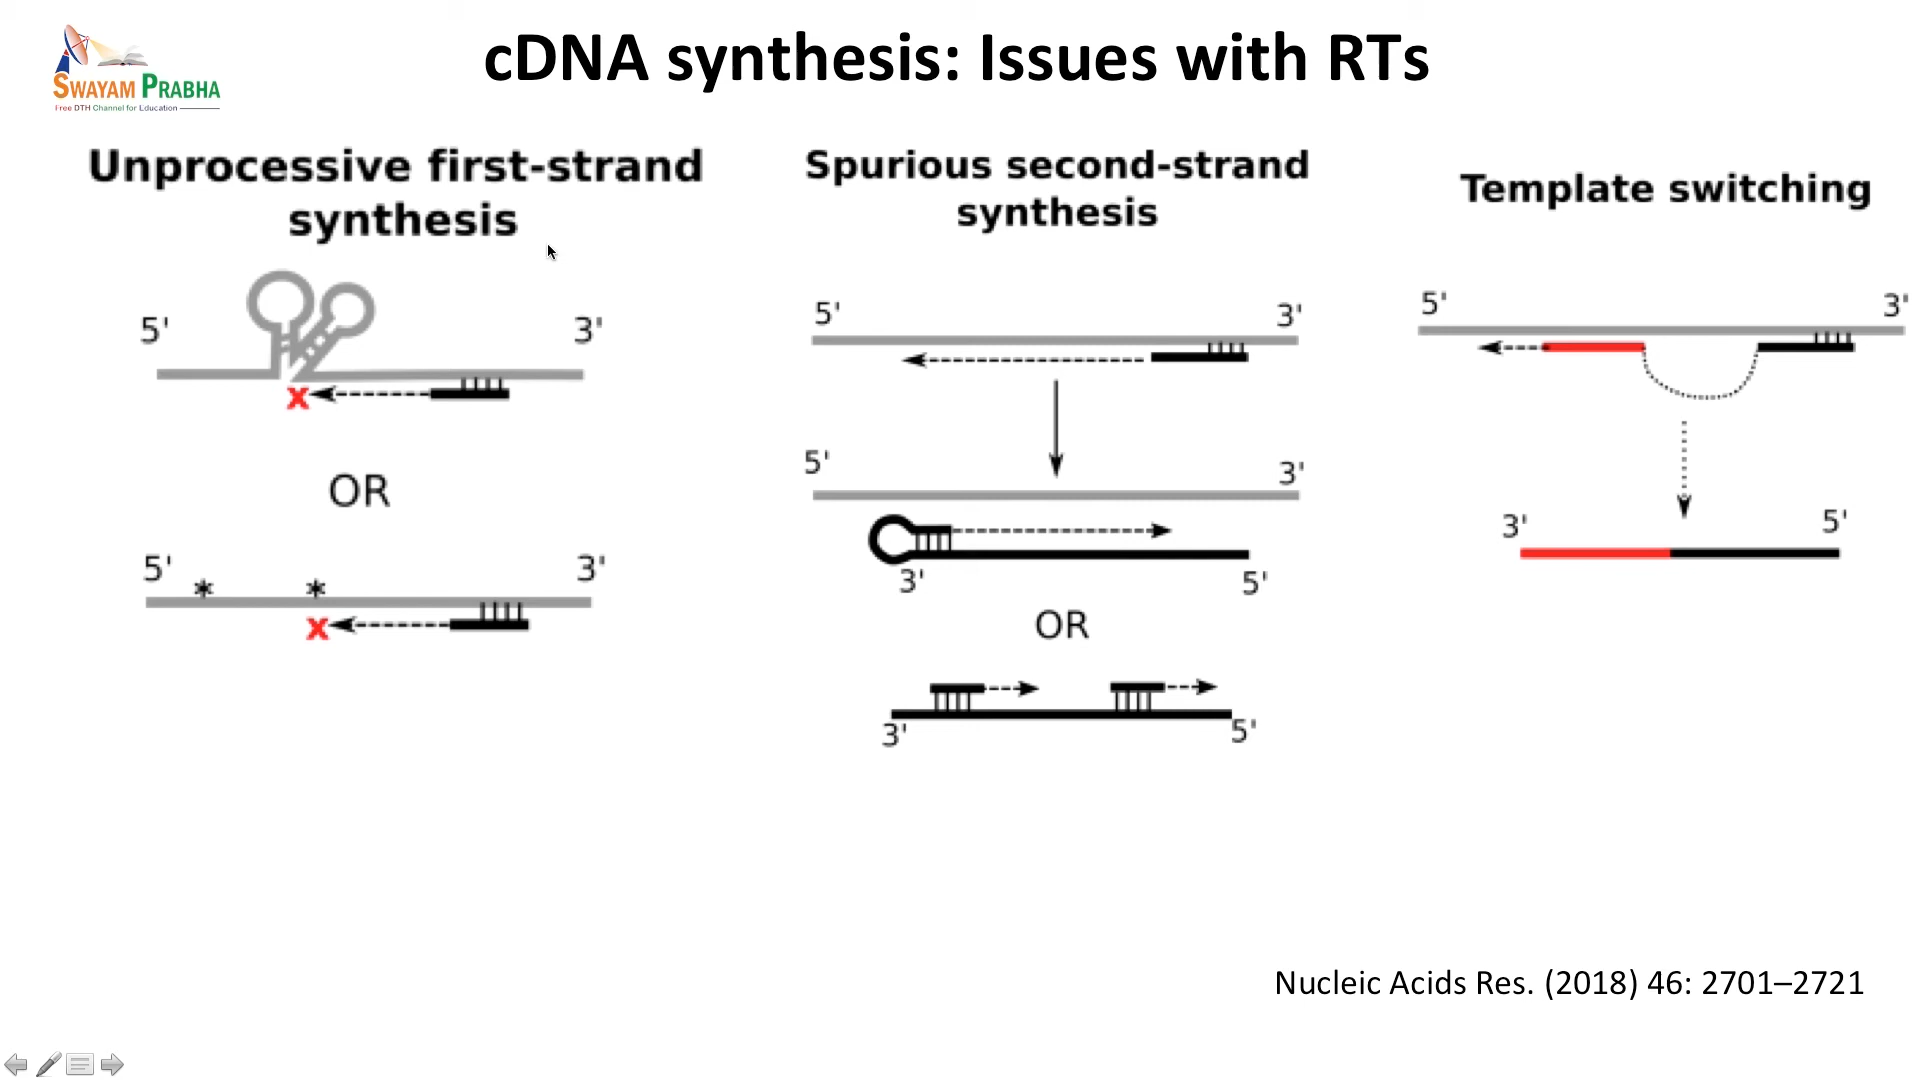 SWAYAM PRABHA
Free DTH Channel for Education
cDNA synthesis: Issues with RTs
Unprocessive first-strand
synthesis
5' 3'
x
OR
5' 3'
* *
x
Spurious second-strand
synthesis
5' 3'
5' 3'
3' 5'
OR
3' 5'
Template switching
5' 3'
3' 5'
Nucleic Acids Res. (2018) 46: 2701–2721